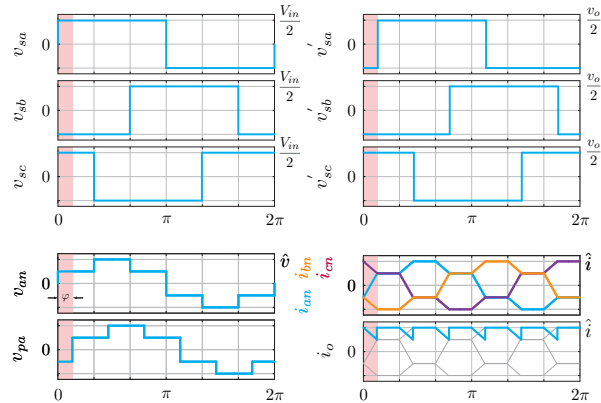 v_sa 0 V_in/2
v'_sa 0 v_o/2
v_sb 0 V_in/2
v'_sb 0 v_o/2
v_sc 0 V_in/2
v'_sc 0 v_o/2
0 π 2π
0 π 2π
v_an 0 φ v̂
i_an i_bn i_cn 0 î
v_pa 0
i_o 0 î
0 π 2π
0 π 2π